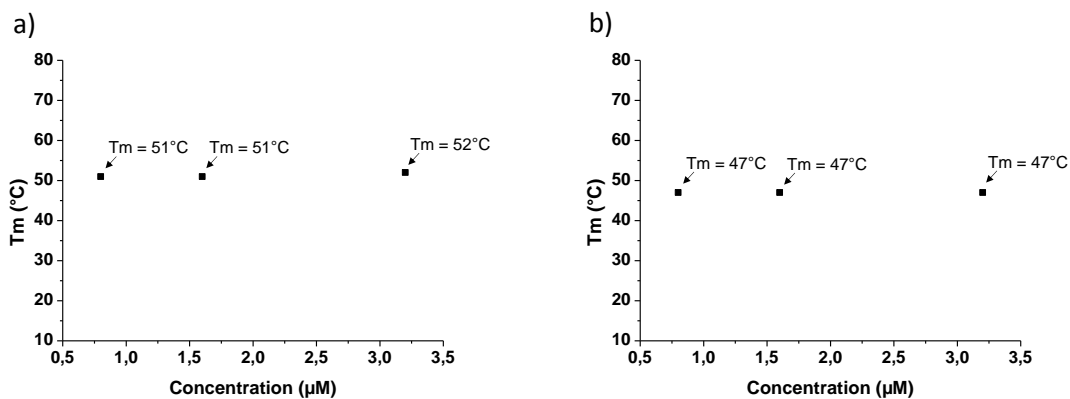 a)
80
70
60
50
40
30
20
10
Tm (°C)
Tm = 51°C
Tm = 51°C
Tm = 52°C
0,5 1,0 1,5 2,0 2,5 3,0 3,5
Concentration (µM)
b)
80
70
60
50
40
30
20
10
Tm (°C)
Tm = 47°C
Tm = 47°C
Tm = 47°C
0,5 1,0 1,5 2,0 2,5 3,0 3,5
Concentration (µM)